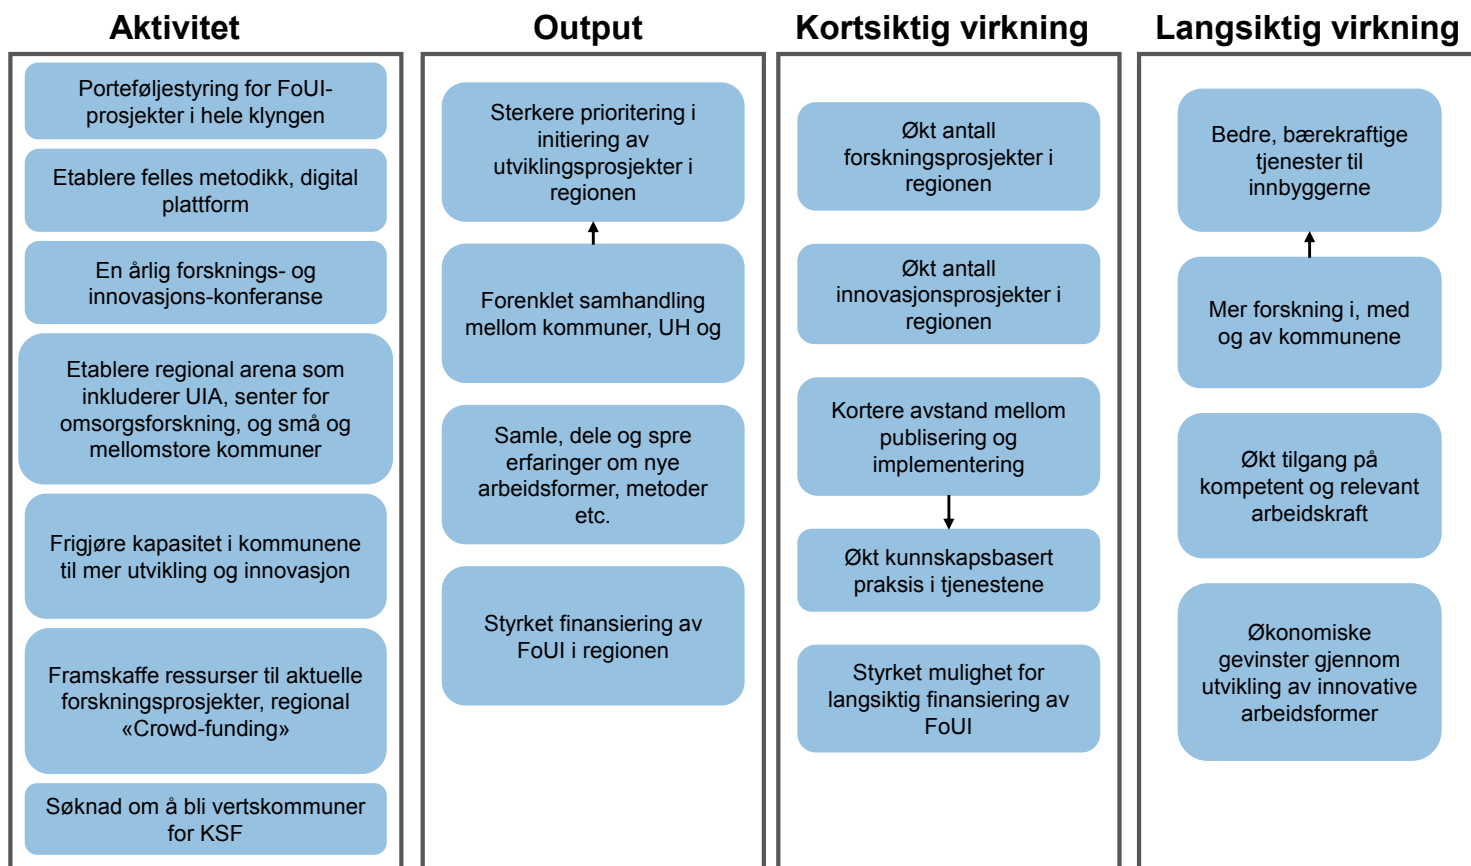 Aktivitet
Porteføljestyring for FoUI-
prosjekter i hele klyngen
Etablere felles metodikk, digital
plattform
En årlig forsknings- og
innovasjons-konferanse
Etablere regional arena som
inkluderer UIA, senter for
omsorgsforskning, og små og
mellomstore kommuner
Frigjøre kapasitet i kommunene
til mer utvikling og innovasjon
Framskaffe ressurser til aktuelle
forskningsprosjekter, regional
«Crowd-funding»
Søknad om å bli vertskommuner
for KSF
Output
Sterkere prioritering i
initiering av
utviklingsprosjekter i
regionen
Forenklet samhandling
mellom kommuner, UH og
Samle, dele og spre
erfaringer om nye
arbeidsformer, metoder
etc.
Styrket finansiering av
FoUI i regionen
Kortsiktig virkning
Økt antall
forskningsprosjekter i
regionen
Økt antall
innovasjonsprosjekter i
regionen
Kortere avstand mellom
publisering og
implementering
Økt kunnskapsbasert
praksis i tjenestene
Styrket mulighet for
langsiktig finansiering av
FoUI
Langsiktig virkning
Bedre, bærekraftige
tjenester til
innbyggerne
Mer forskning i, med
og av kommunene
Økt tilgang på
kompetent og relevant
arbeidskraft
Økonomiske
gevinster gjennom
utvikling av innovative
arbeidsformer